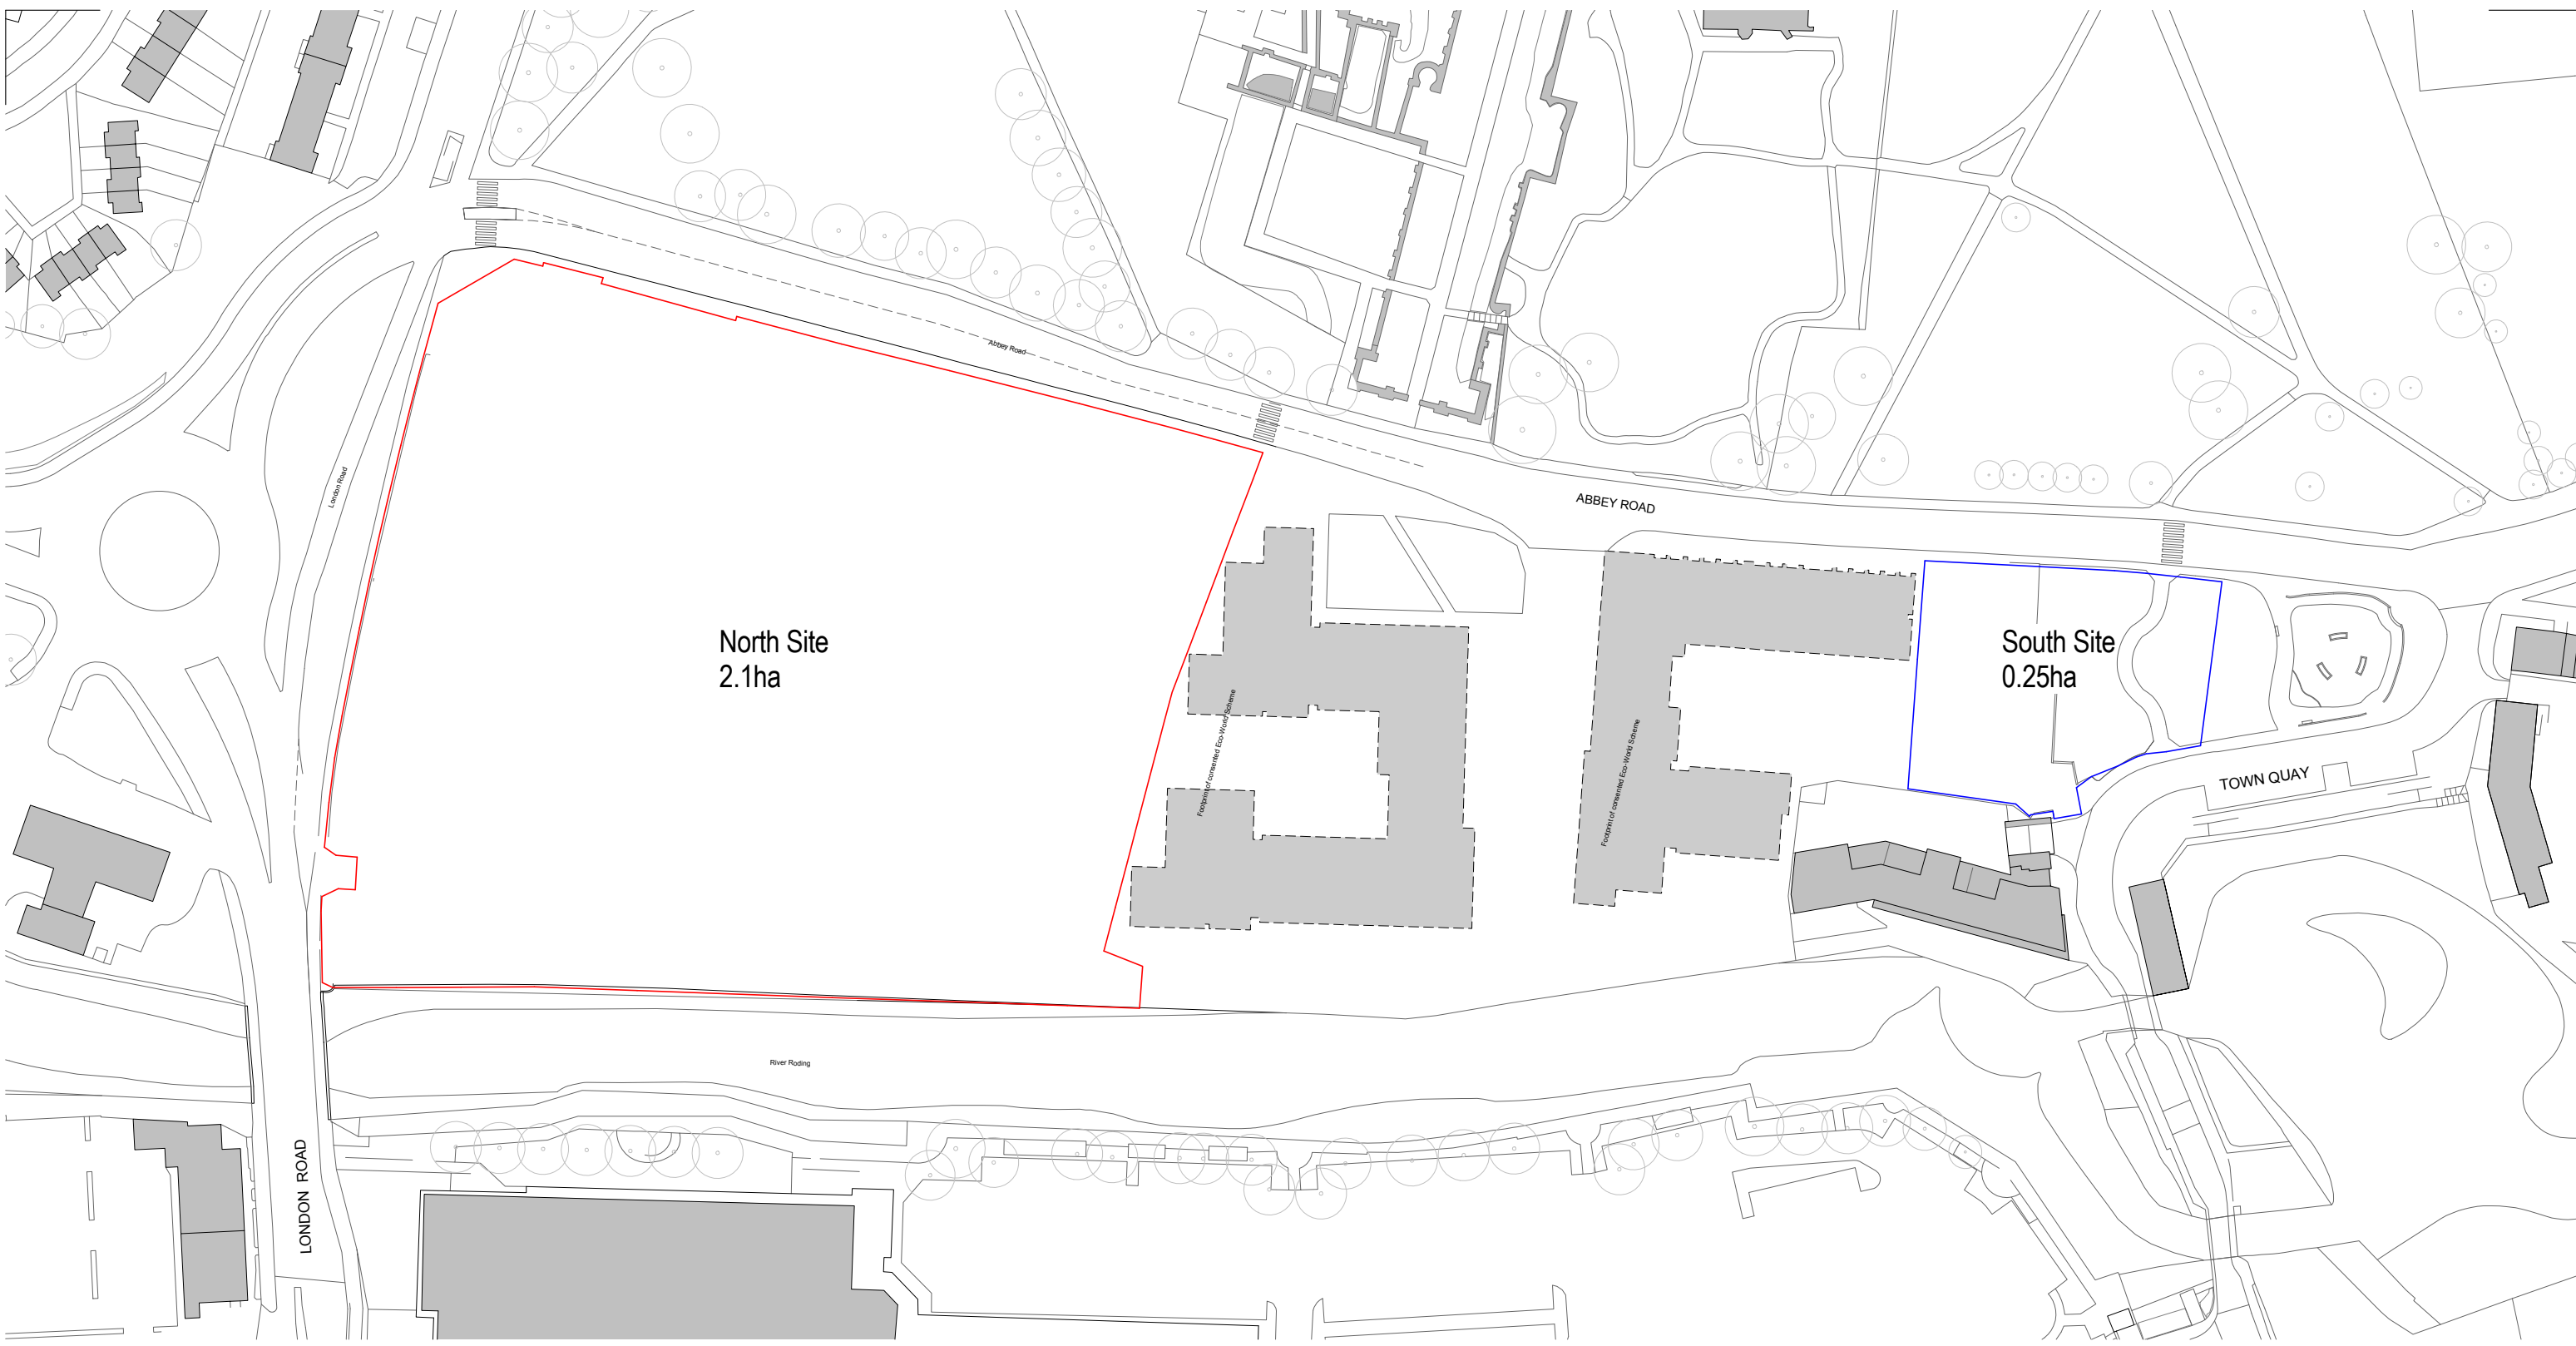 Abbey Road
London Road
ABBEY ROAD
North Site
2.1ha
South Site
0.25ha
Footprint of consented Eco-World Scheme
Footprint of consented Eco-World Scheme
TOWN QUAY
River Roding
LONDON ROAD